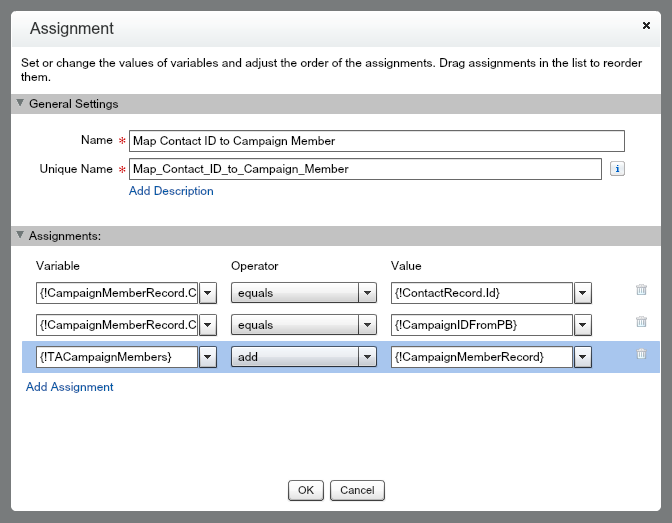 Assignment
Set or change the values of variables and adjust the order of the assignments. Drag assignments in the list to reorder
them.
General Settings
Name * Map Contact ID to Campaign Member
Unique Name * Map_Contact_ID_to_Campaign_Member i
Add Description
Assignments:
Variable Operator Value
{!CampaignMemberRecord.C equals {!ContactRecord.Id}
{!CampaignMemberRecord.C equals {!CampaignIDFromPB}
{!TACampaignMembers} add {!CampaignMemberRecord}
Add Assignment
OK Cancel